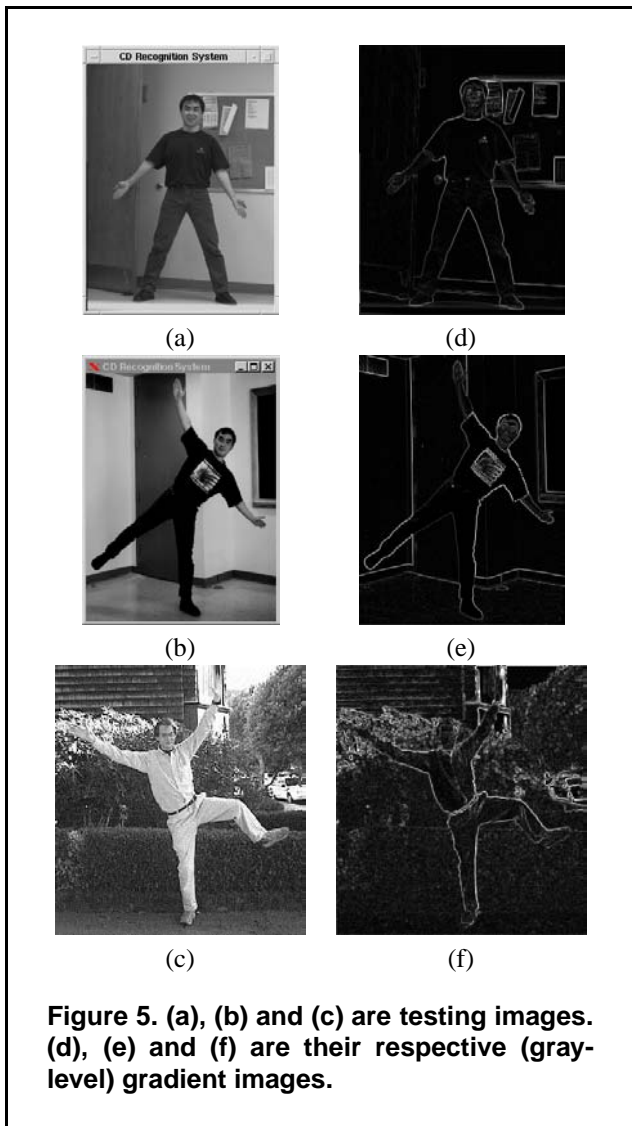 CD Recognition System
(a)
(d)
CD Recognition System
(b)
(e)
(c)
(f)
Figure 5. (a), (b) and (c) are testing images.
(d), (e) and (f) are their respective (gray-
level) gradient images.